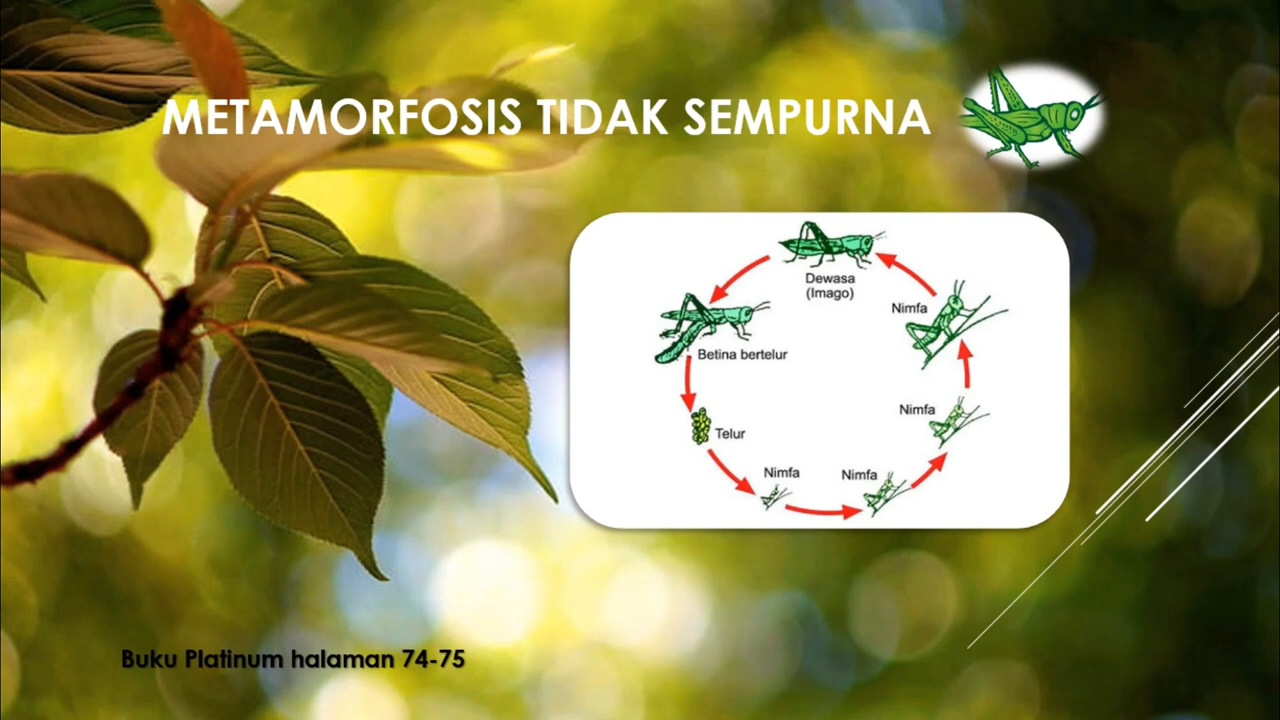 METAMORFOSIS TIDAK SEMPURNA
Dewasa
(Imago)
Nimfa
Betina bertelur
Nimfa
Telur
Nimfa
Nimfa
Buku Platinum halaman 74-75